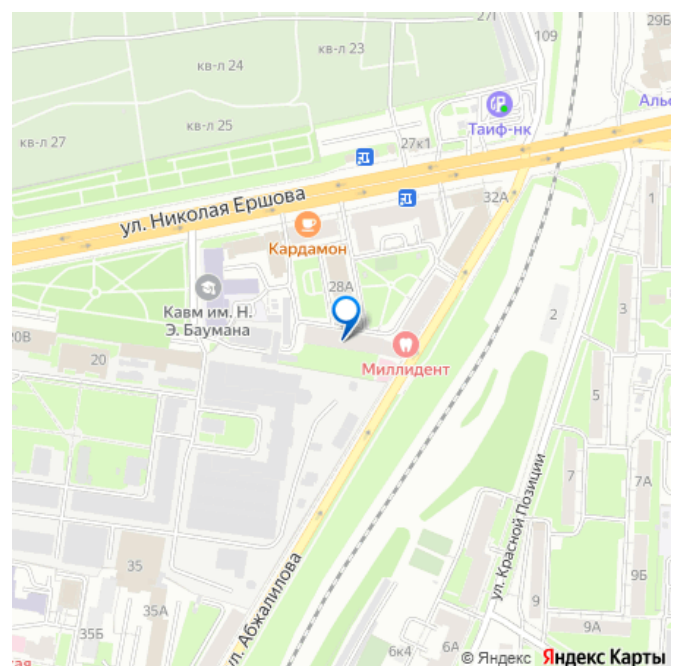 27Г
29Б
кв-л 23
109
кв-л 24
Альф
Таиф-нк
кв-л 25
27к1
кв-л 27
ул. Николая Ершова
32А
1
Кардамон
28А
Кавм им. Н.
Э. Баумана
2
3
20В
20
Миллидент
5
7
7А
ул. Красной Позиции
35
9Б
ул. Абжалилова
9
35А
9А
35Б
6к4
6А
© Яндекс Яндекс Карты